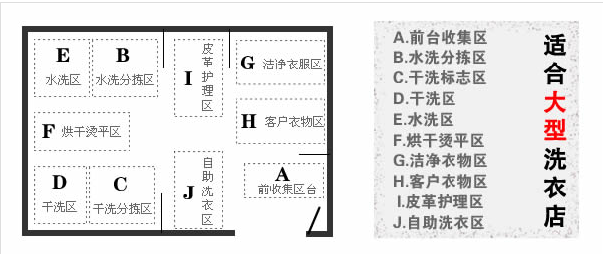 E
水洗区
B
水洗分拣区
I
皮革护理区
G 洁净衣服区
H 客户衣物区
F 烘干烫平区
A
前收集区台
D
干洗区
C
干洗分拣区
J
自助洗衣区
A.前台收集区
B.水洗分拣区
C.干洗标志区
D.干洗区
E.水洗区
F.烘干烫平区
G.洁净衣物区
H.客户衣物区
I.皮革护理区
J.自助洗衣区
适合大型洗衣店